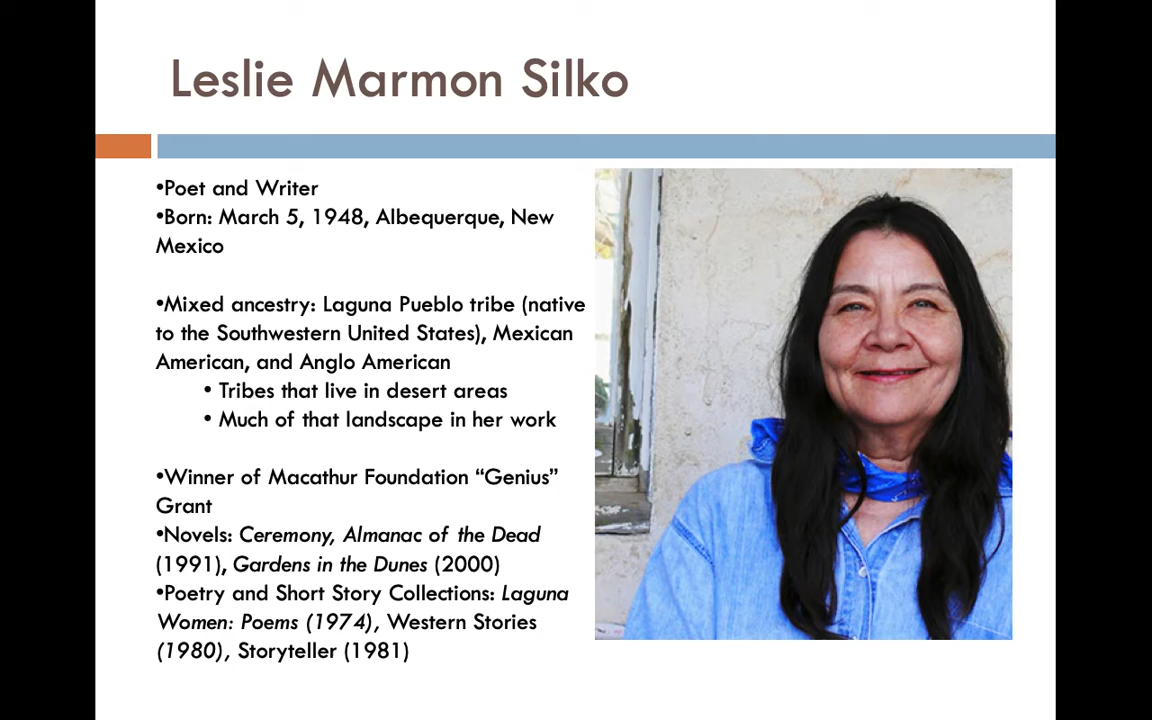 Leslie Marmon Silko
•Poet and Writer
•Born: March 5, 1948, Albequerque, New
Mexico
•Mixed ancestry: Laguna Pueblo tribe (native
to the Southwestern United States), Mexican
American, and Anglo American
• Tribes that live in desert areas
• Much of that landscape in her work
•Winner of Macathur Foundation “Genius”
Grant
•Novels: Ceremony, Almanac of the Dead
(1991), Gardens in the Dunes (2000)
•Poetry and Short Story Collections: Laguna
Women: Poems (1974), Western Stories
(1980), Storyteller (1981)